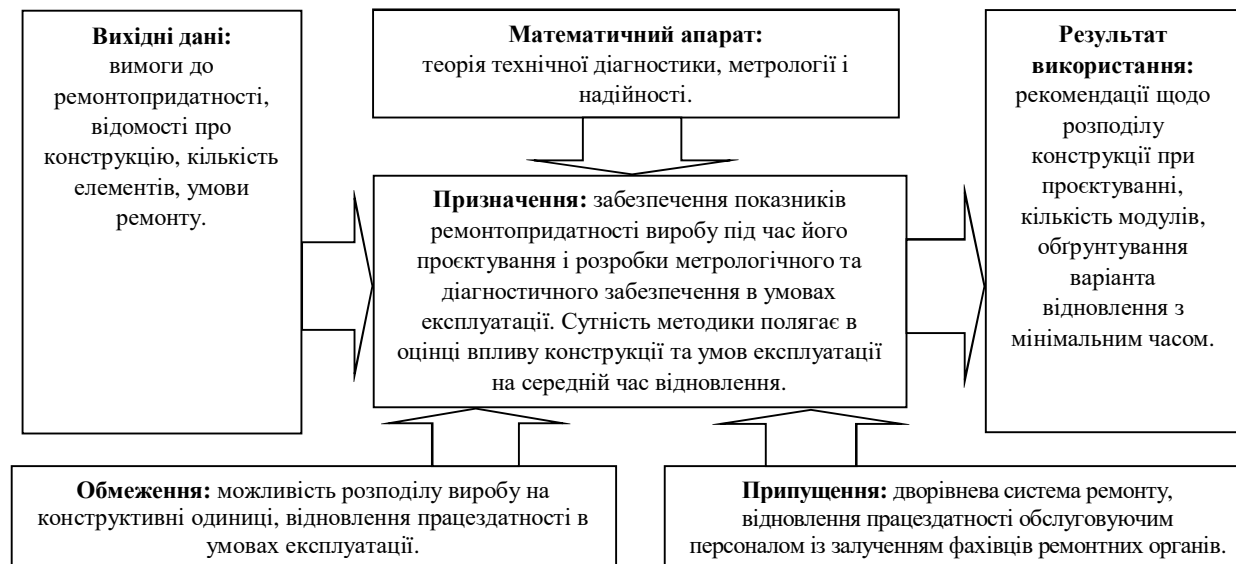 Вихідні дані:
вимоги до
ремонтопридатності,
відомості про
конструкцію, кількість
елементів, умови
ремонту.
Математичний апарат:
теорія технічної діагностики, метрології і
надійності.
Призначення: забезпечення показників
ремонтопридатності виробу під час його
проєктування і розробки метрологічного та
діагностичного забезпечення в умовах
експлуатації. Сутність методики полягає в
оцінці впливу конструкції та умов експлуатації
на середній час відновлення.
Результат
використання:
рекомендації щодо
розподілу
конструкції при
проєктуванні,
кількість модулів,
обґрунтування
варіанта
відновлення з
мінімальним часом.
Обмеження: можливість розподілу виробу на
конструктивні одиниці, відновлення працездатності в
умовах експлуатації.
Припущення: дворівнева система ремонту,
відновлення працездатності обслуговуючим
персоналом із залученням фахівців ремонтних органів.